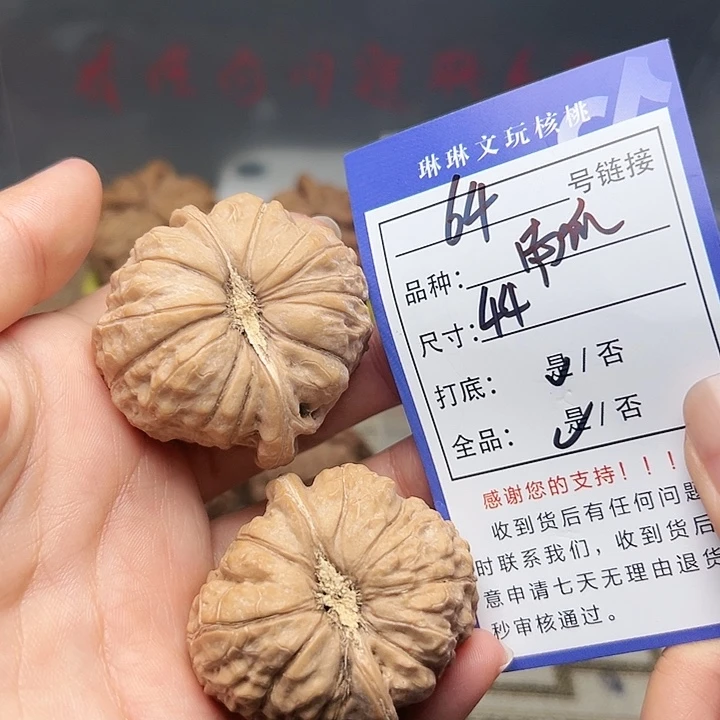 琳琳文玩核桃
64 号链接
品种：南瓜
尺寸：44
打底：是/否
全品：是/否
感谢您的支持！！！
收到货后有任何问题
时联系我们，收到货后
意申请七天无理由退货
秒审核通过。